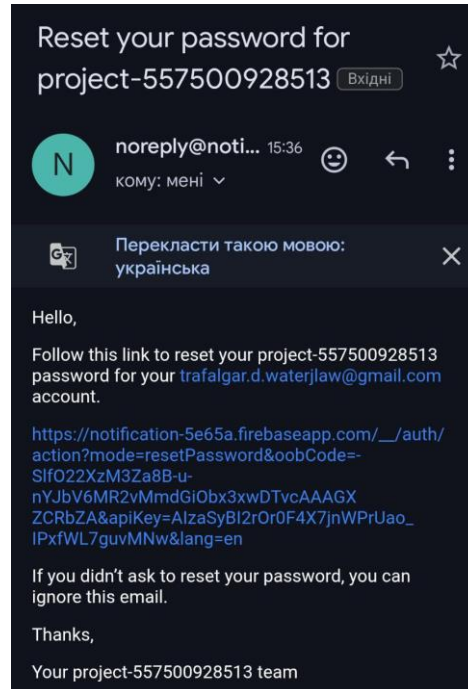 Reset your password for
project-557500928513 Вхідні
noreply@noti... 15:36
N
кому: мені
Перекласти такою мовою:
українська
Hello,
Follow this link to reset your project-557500928513
password for your trafalgar.d.waterjlaw@gmail.com
account.
https://notification-5e65a.firebaseapp.com/__/auth/
action?mode=resetPassword&oobCode=-
SlfO22XzM3Za8B-u-
nYJbV6MR2vMmdGiObx3xwDTvcAAAGX
ZCRbZA&apiKey=AIzaSyBI2rOr0F4X7jnWPrUao_
IPxfWL7guvMNw&lang=en
If you didn’t ask to reset your password, you can
ignore this email.
Thanks,
Your project-557500928513 team